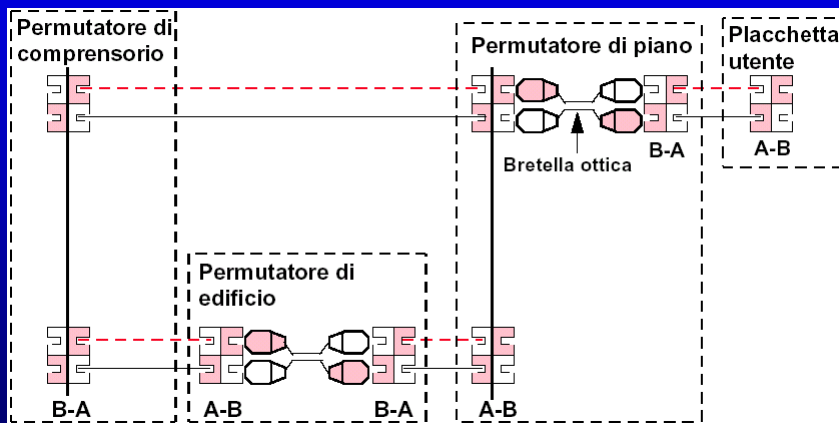 Permutatore di
comprensorio
Permutatore di piano
Placchetta
utente
Bretella ottica
B-A
A-B
Permutatore di
edificio
B-A
A-B
B-A
A-B